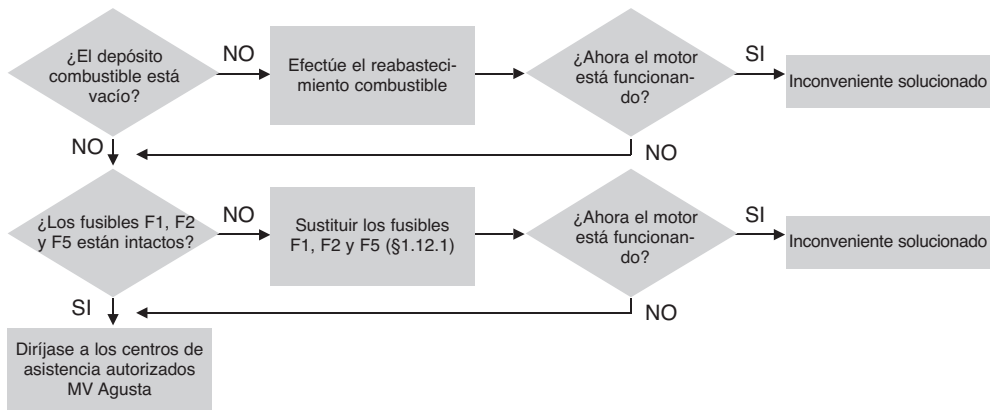 ¿El depósito
combustible está
vacío?
NO
Efectúe el reabasteci-
miento combustible
¿Ahora el motor
está funcionan-
do?
SI
Inconveniente solucionado
NO
NO
¿Los fusibles F1, F2
y F5 están intactos?
NO
Sustituir los fusibles
F1, F2 y F5 (§1.12.1)
¿Ahora el motor
está funcionan-
do?
SI
Inconveniente solucionado
SI
NO
Diríjase a los centros de
asistencia autorizados
MV Agusta